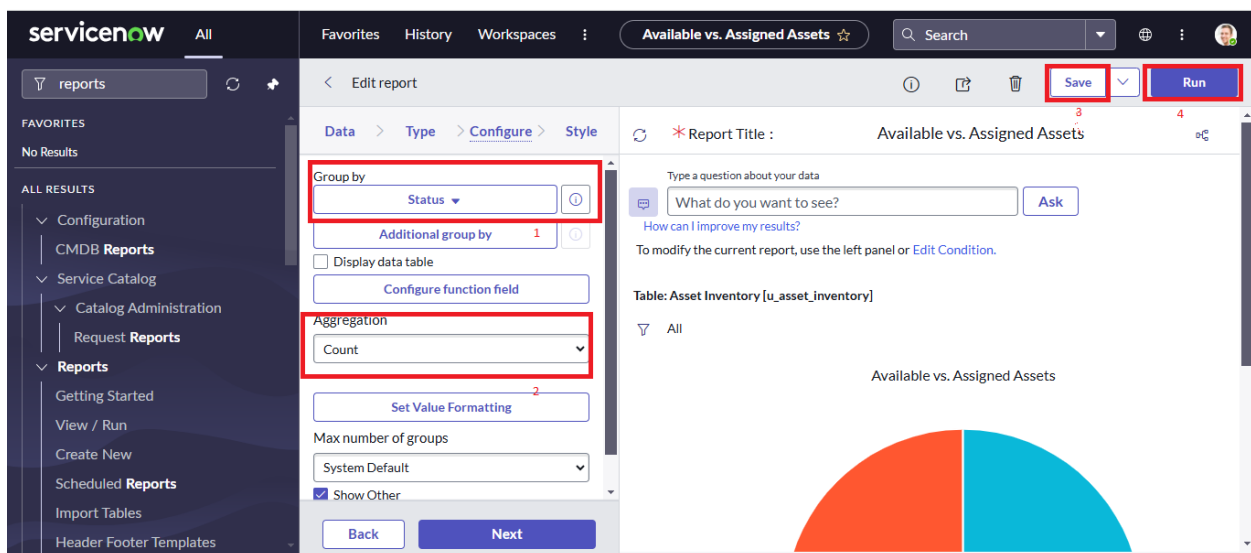 servicenow
All
Favorites
History
Workspaces
Available vs. Assigned Assets
Search
reports
FAVORITES
No Results
ALL RESULTS
Configuration
CMDB Reports
Service Catalog
Catalog Administration
Request Reports
Reports
Getting Started
View / Run
Create New
Scheduled Reports
Import Tables
Header Footer Templates
Edit report
Save
Run
3
4
Data > Type > Configure > Style
Group by
Status
Additional group by
1
Display data table
Configure function field
Aggregation
Count
2
Set Value Formatting
Max number of groups
System Default
Show Other
Back
Next
*Report Title :
Available vs. Assigned Assets
Type a question about your data
What do you want to see?
Ask
How can I improve my results?
To modify the current report, use the left panel or Edit Condition.
Table: Asset Inventory [u_asset_inventory]
All
Available vs. Assigned Assets